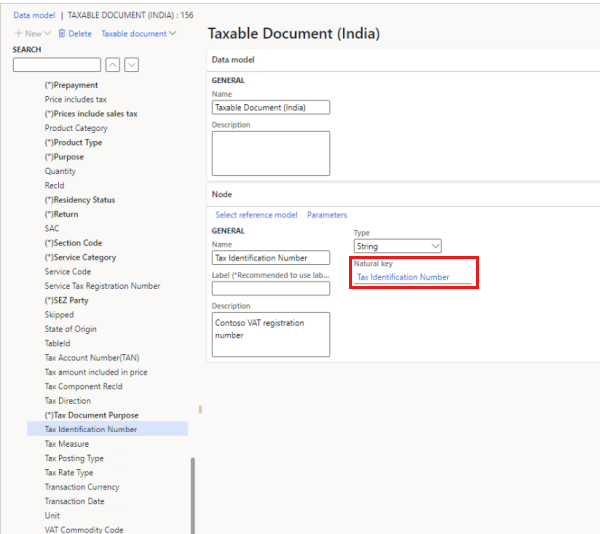 Data model | TAXABLE DOCUMENT (INDIA) : 156
New Delete Taxable document
SEARCH
(*)Prepayment
Price includes tax
(*)Prices include sales tax
Product Category
(*)Product Type
(*)Purpose
Quantity
RecId
(*)Residency Status
(*)Return
SAC
(*)Section Code
(*)Service Category
Service Code
Service Tax Registration Number
(*)SEZ Party
Skipped
State of Origin
TableId
Tax Account Number(TAN)
Tax amount included in price
Tax Component RecId
Tax Direction
(*)Tax Document Purpose
Tax Identification Number
Tax Measure
Tax Posting Type
Tax Rate Type
Transaction Currency
Transaction Date
Unit
VAT Commodity Code
Taxable Document (India)
Data model
GENERAL
Name
Taxable Document (India)
Description
Node
Select reference model Parameters
GENERAL
Name
Tax Identification Number
Label (*Recommended to use lab...
Description
Contoso VAT registration
number
Type
String
Natural key
Tax Identification Number